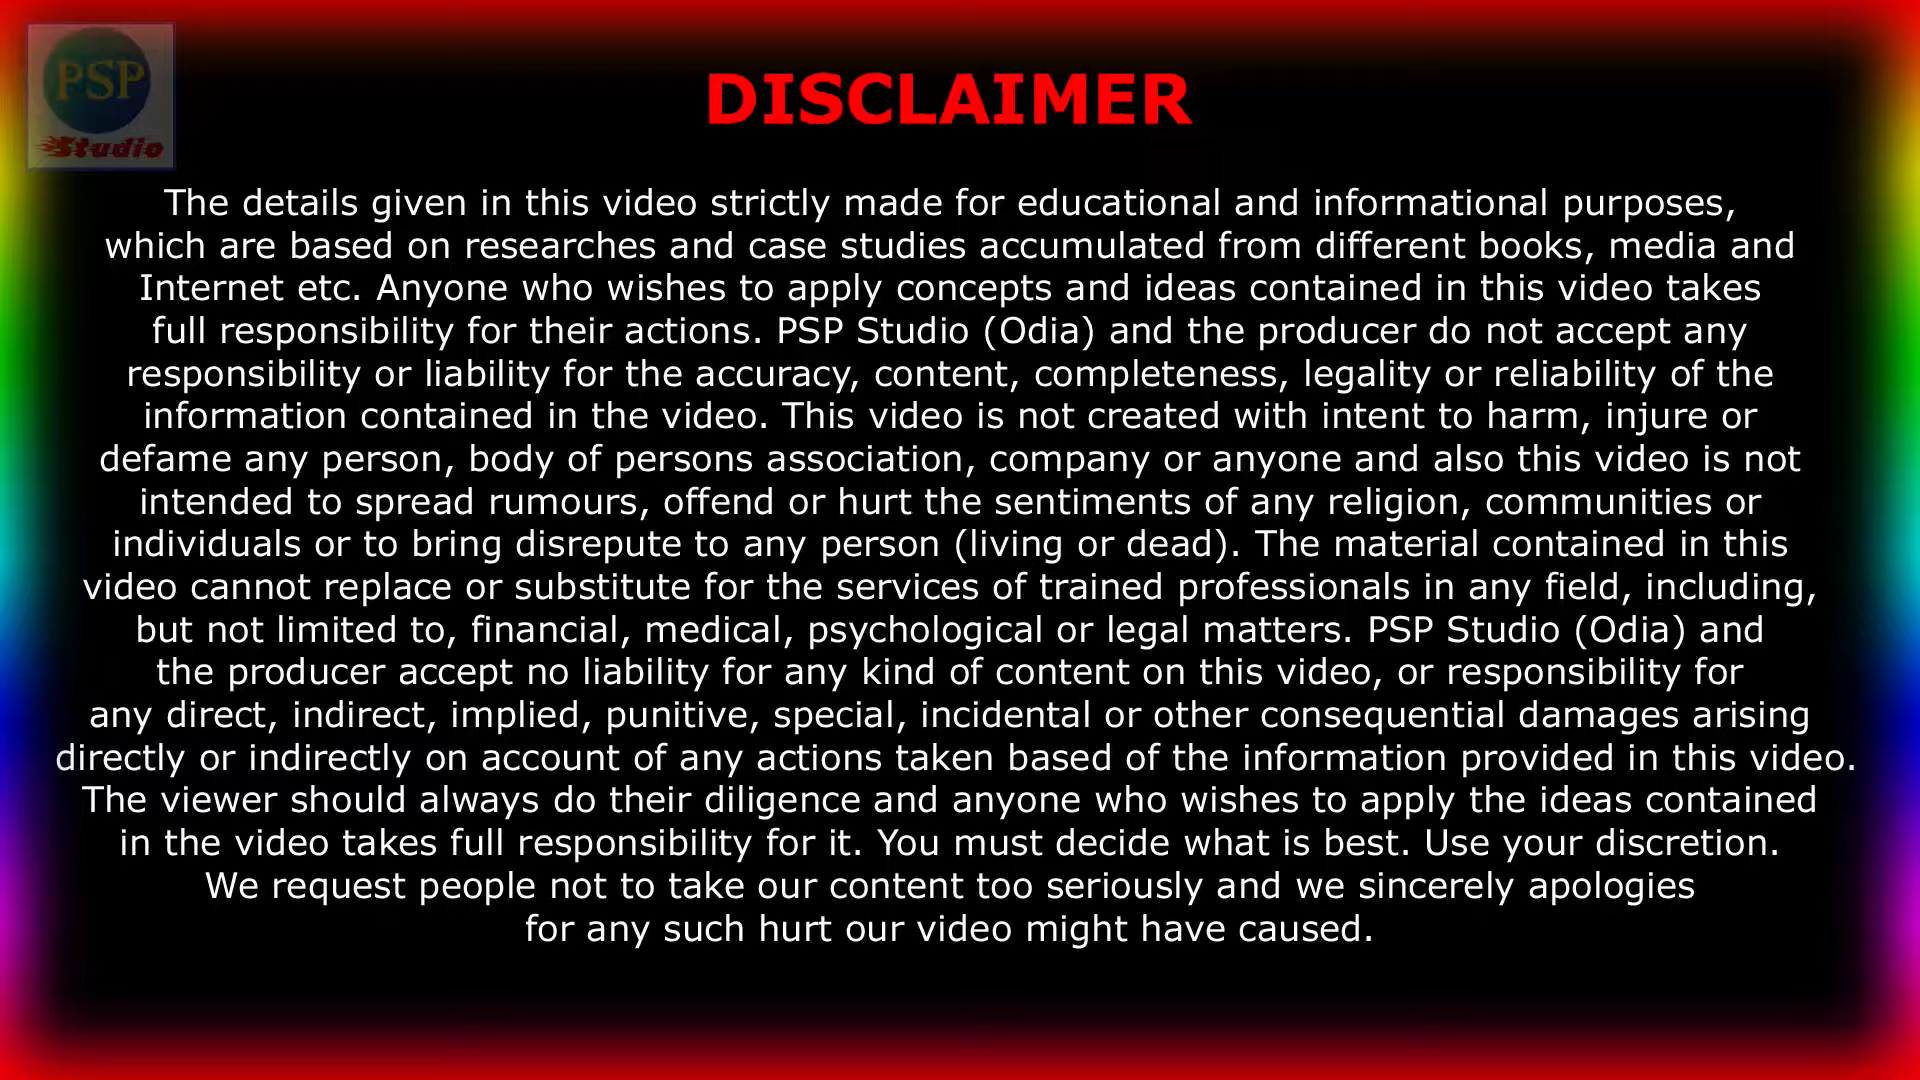 PSP
Studio
DISCLAIMER
The details given in this video strictly made for educational and informational purposes,
which are based on researches and case studies accumulated from different books, media and
Internet etc. Anyone who wishes to apply concepts and ideas contained in this video takes
full responsibility for their actions. PSP Studio (Odia) and the producer do not accept any
responsibility or liability for the accuracy, content, completeness, legality or reliability of the
information contained in the video. This video is not created with intent to harm, injure or
defame any person, body of persons association, company or anyone and also this video is not
intended to spread rumours, offend or hurt the sentiments of any religion, communities or
individuals or to bring disrepute to any person (living or dead). The material contained in this
video cannot replace or substitute for the services of trained professionals in any field, including,
but not limited to, financial, medical, psychological or legal matters. PSP Studio (Odia) and
the producer accept no liability for any kind of content on this video, or responsibility for
any direct, indirect, implied, punitive, special, incidental or other consequential damages arising
directly or indirectly on account of any actions taken based of the information provided in this video.
The viewer should always do their diligence and anyone who wishes to apply the ideas contained
in the video takes full responsibility for it. You must decide what is best. Use your discretion.
We request people not to take our content too seriously and we sincerely apologies
for any such hurt our video might have caused.